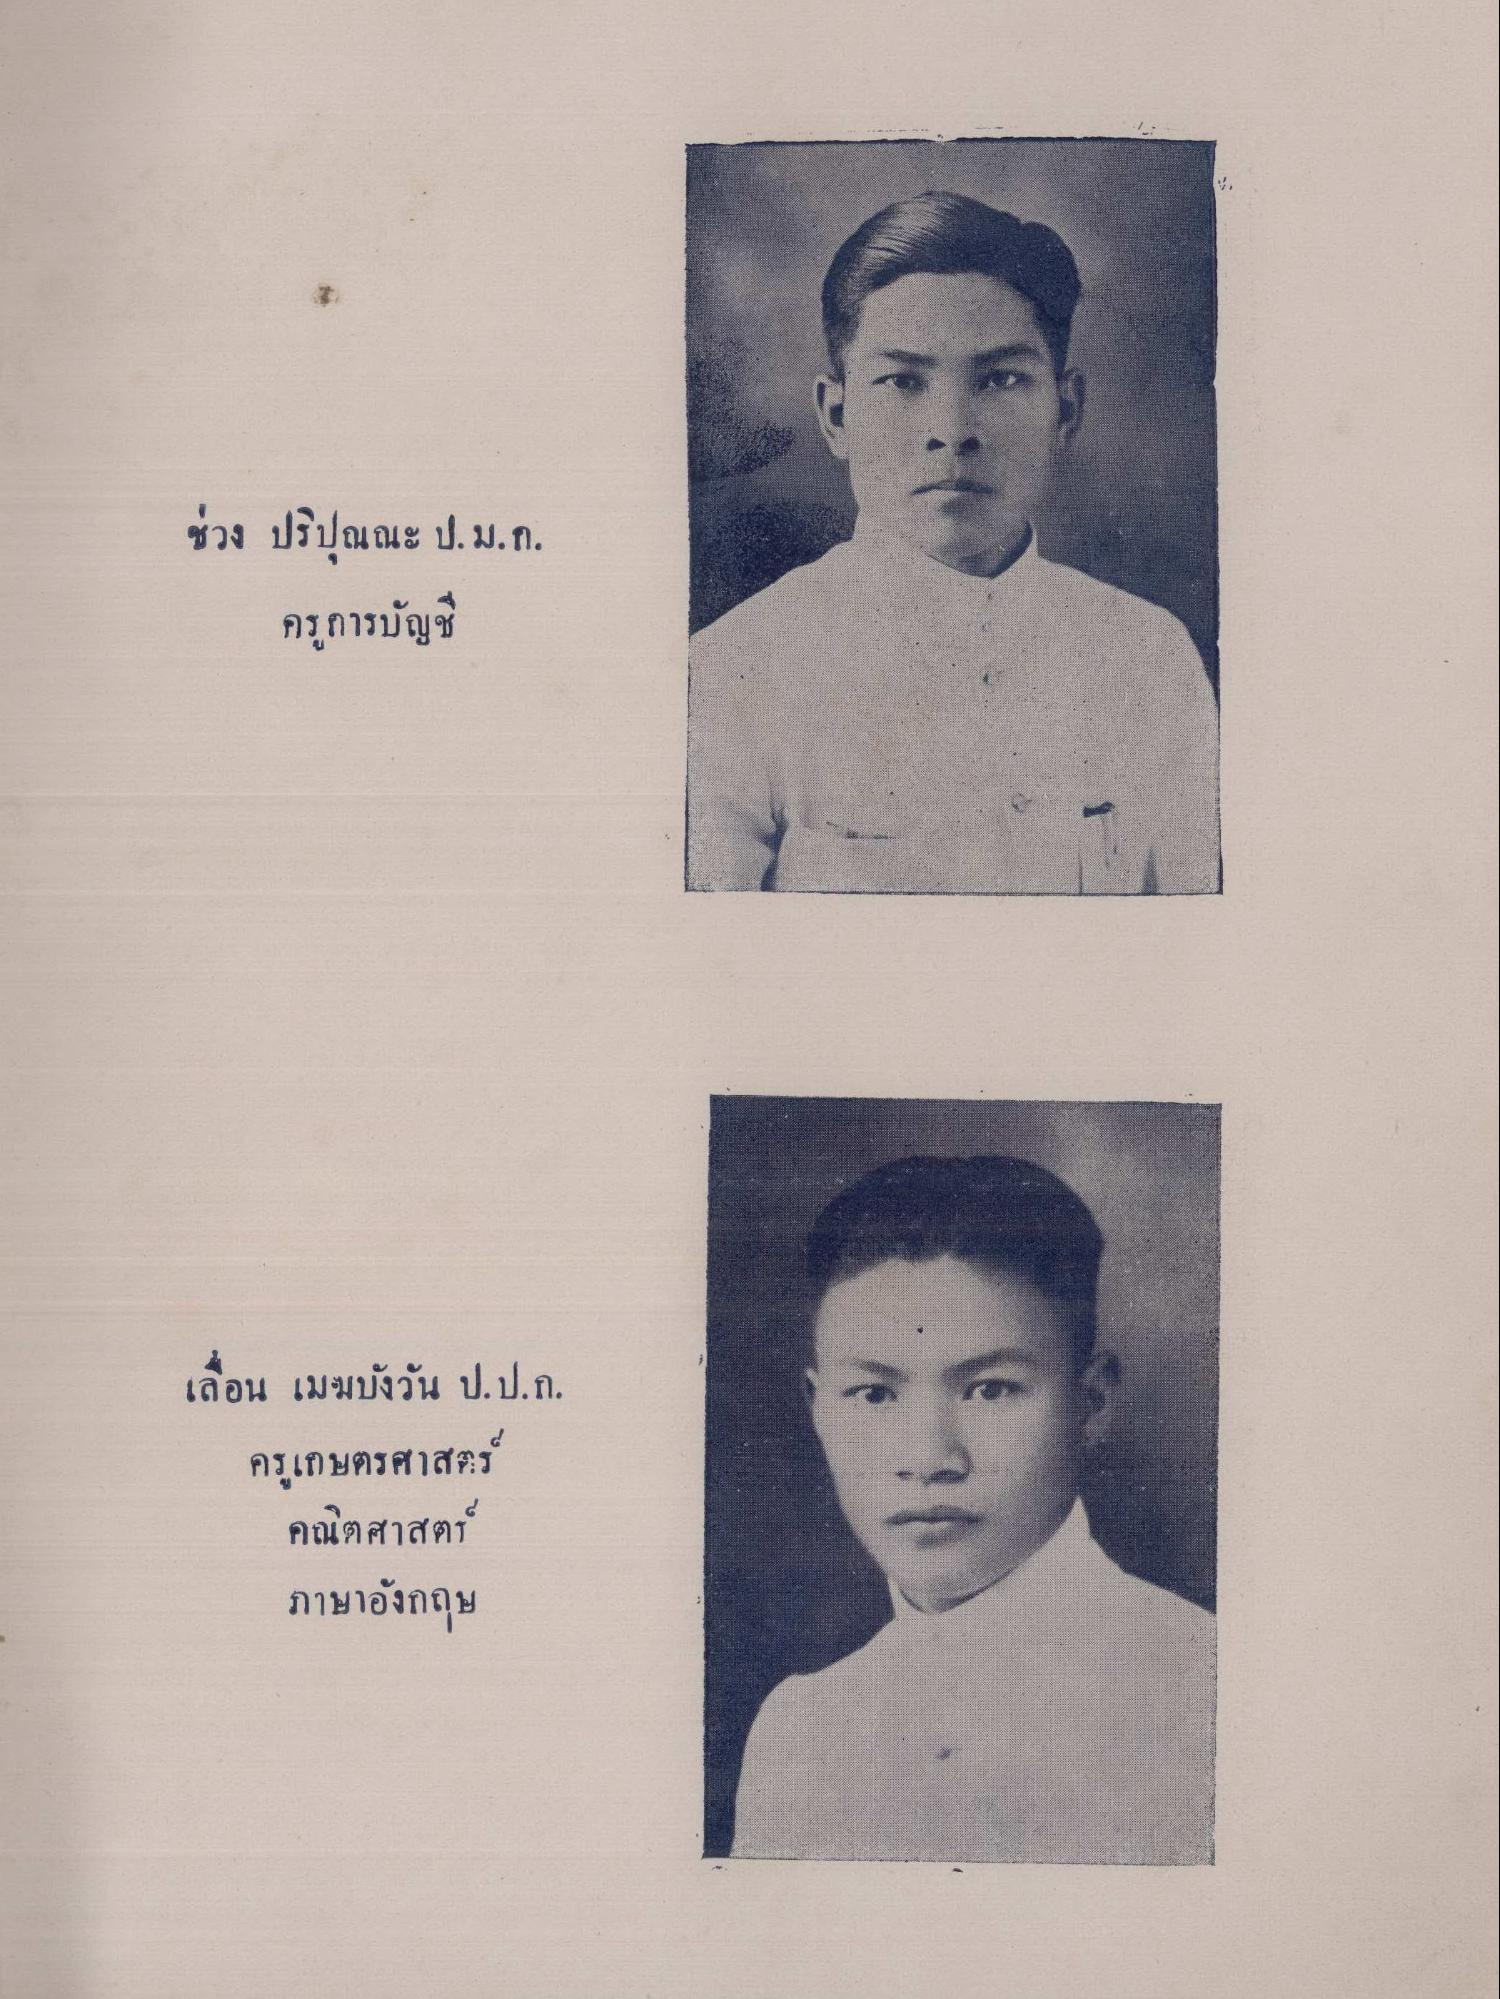 ช่วง ปริปุณณะ ป.ม.ก.
ครูการบัญชี
เลื่อน เมฆบังวัน ป.ป.ก.
ครูเกษตรศาสตร์
คณิตศาสตร์
ภาษาอังกฤษ